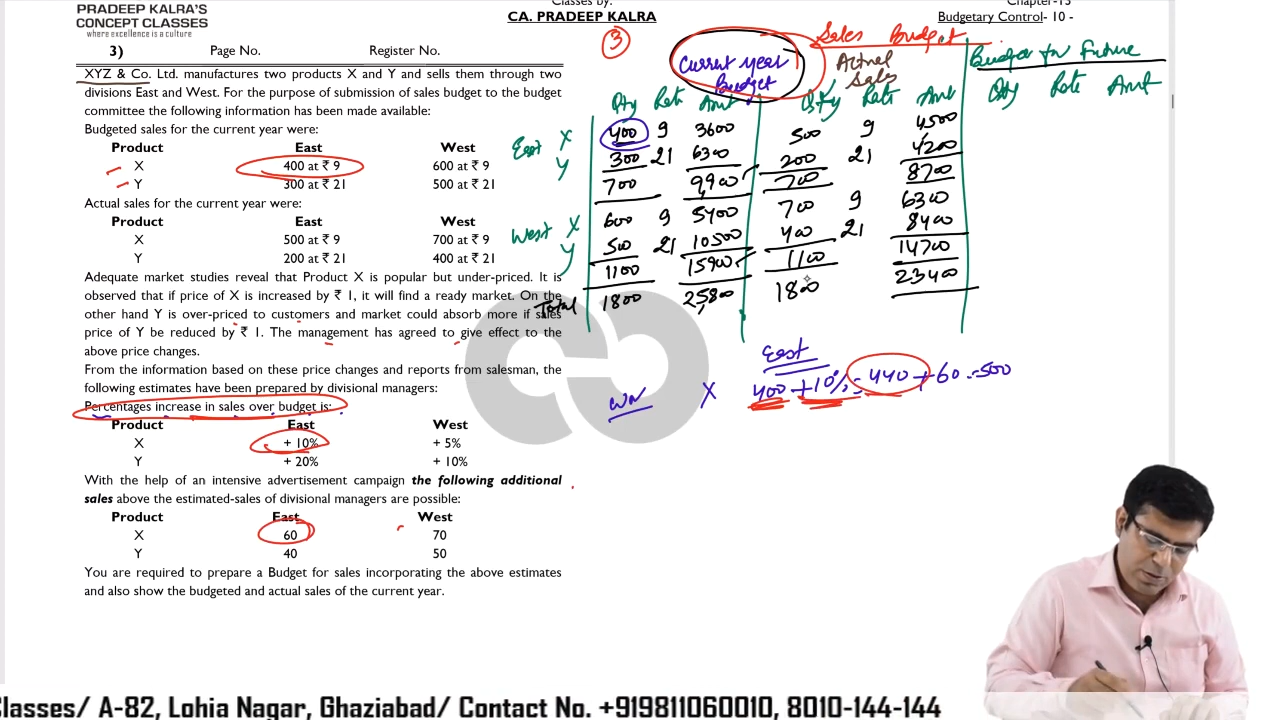 PRADEEP KALRA'S
CONCEPT CLASSES
where excellence is a culture
Classes by:
CA. PRADEEP KALRA
Chapter-13
Budgetary Control- 10 -
3) Page No. Register No.
XYZ & Co. Ltd. manufactures two products X and Y and sells them through two
divisions East and West. For the purpose of submission of sales budget to the budget
committee the following information has been made available:
Budgeted sales for the current year were:
Product East West
X 400 at ₹ 9 600 at ₹ 9
Y 300 at ₹ 21 500 at ₹ 21
Actual sales for the current year were:
Product East West
X 500 at ₹ 9 700 at ₹ 9
Y 200 at ₹ 21 400 at ₹ 21
Adequate market studies reveal that Product X is popular but under-priced. It is
observed that if price of X is increased by ₹ 1, it will find a ready market. On the
other hand Y is over-priced to customers and market could absorb more if sales
price of Y be reduced by ₹ 1. The management has agreed to give effect to the
above price changes.
From the information based on these price changes and reports from salesman, the
following estimates have been prepared by divisional managers:
Percentages increase in sales over budget is:
Product East West
X + 10% + 5%
Y + 20% + 10%
With the help of an intensive advertisement campaign the following additional
sales above the estimated-sales of divisional managers are possible:
Product East West
X 60 70
Y 40 50
You are required to prepare a Budget for sales incorporating the above estimates
and also show the budgeted and actual sales of the current year.
3
Sales Budget
Current year Budget Actual Sales Budget for Future
Qty Rate Amt Qty Rate Amt Qty Rate Amt
East X 400 9 3600 500 9 4500
Y 300 21 6300 200 21 4200
700 9,900 700 8700
West X 600 9 5400 700 9 6300
Y 500 21 10500 400 21 8400
1100 15900 1100 14700
Total 1800 25,800 1800 23400
East
WN X 400 +10% = 440 + 60 = 500
Classes/ A-82, Lohia Nagar, Ghaziabad/ Contact No. +919811060010, 8010-144-144